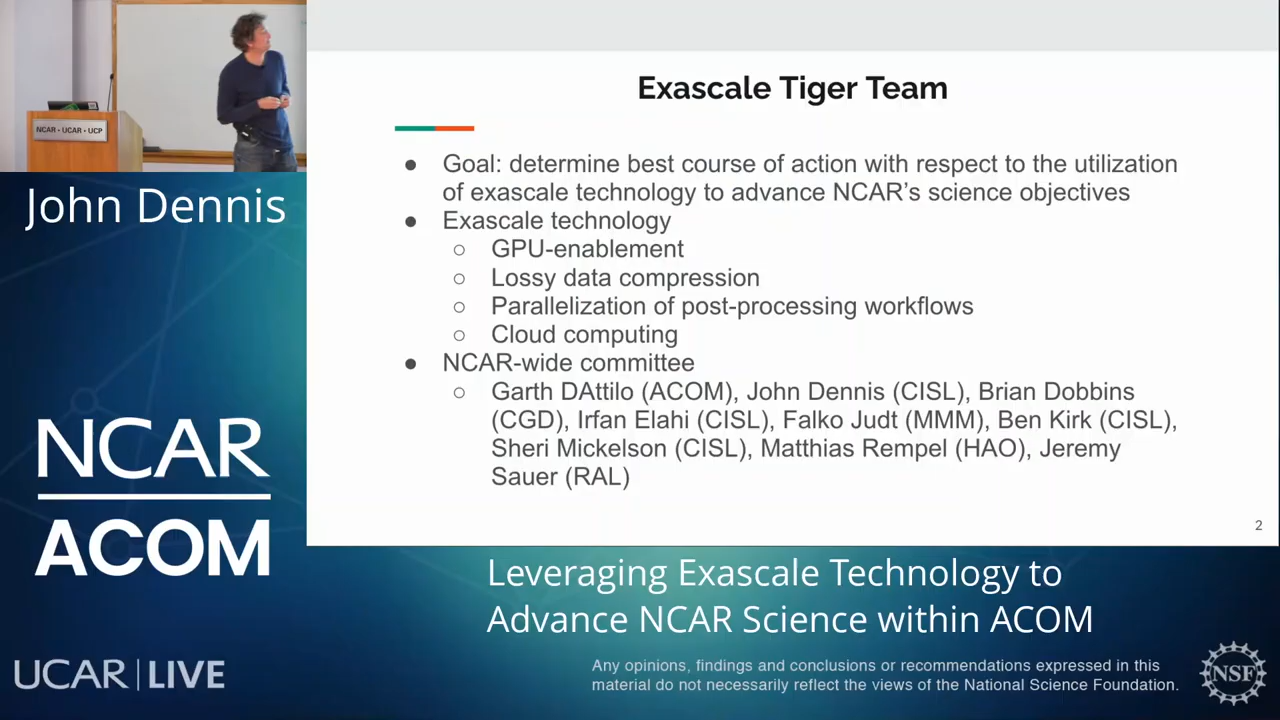 NCAR • UCAR • UCP
John Dennis
Exascale Tiger Team
● Goal: determine best course of action with respect to the utilization
of exascale technology to advance NCAR’s science objectives
● Exascale technology
○ GPU-enablement
○ Lossy data compression
○ Parallelization of post-processing workflows
○ Cloud computing
● NCAR-wide committee
○ Garth DAttilo (ACOM), John Dennis (CISL), Brian Dobbins
(CGD), Irfan Elahi (CISL), Falko Judt (MMM), Ben Kirk (CISL),
Sheri Mickelson (CISL), Matthias Rempel (HAO), Jeremy
Sauer (RAL)
2
NCAR
ACOM
Leveraging Exascale Technology to
Advance NCAR Science within ACOM
UCAR | LIVE
Any opinions, findings and conclusions or recommendations expressed in this
material do not necessarily reflect the views of the National Science Foundation.
NSF